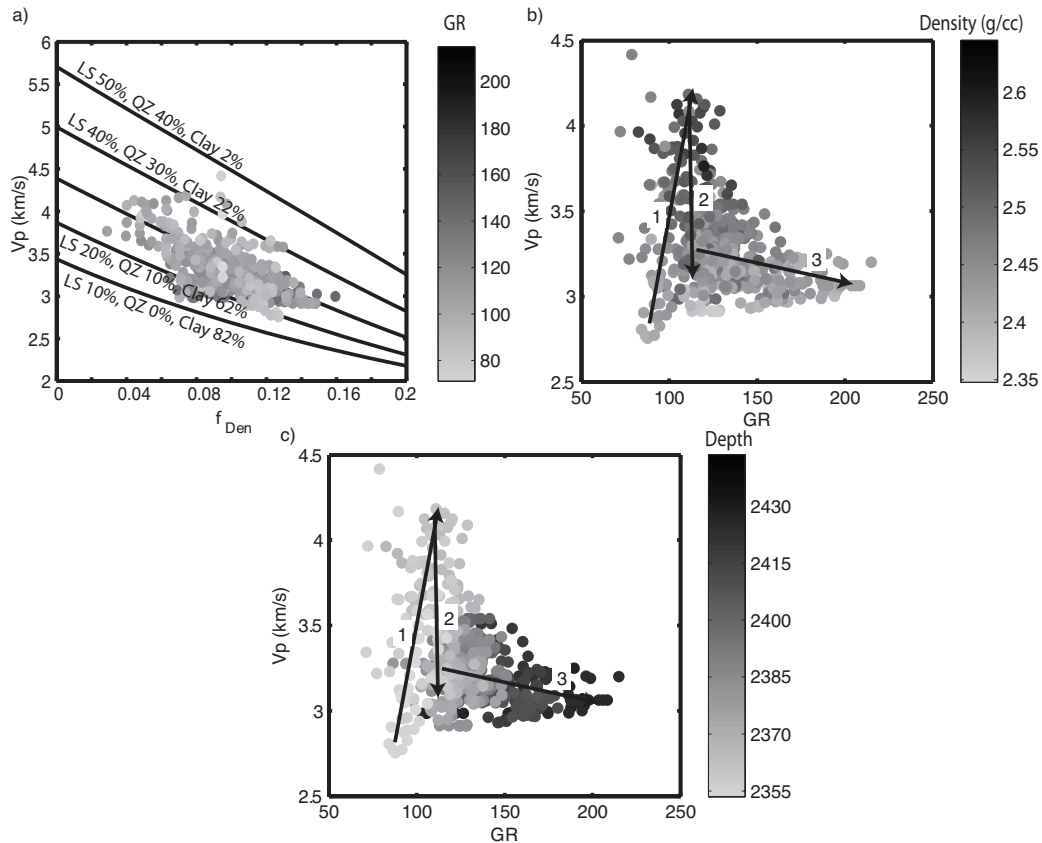 a)
GR
6
5.5
5
4.5
4
3.5
3
2.5
2
Vp (km/s)
LS 50%, QZ 40%, Clay 2%
LS 40%, QZ 30%, Clay 22%
LS 20%, QZ 10%, Clay 62%
LS 10%, QZ 0%, Clay 82%
0 0.04 0.08 0.12 0.16 0.2
f Den
200
180
160
140
120
100
80
b)
Density (g/cc)
4.5
4
3.5
3
2.5
Vp (km/s)
1
2
3
50 100 150 200 250
GR
2.6
2.55
2.5
2.45
2.4
2.35
c)
Depth
4.5
4
3.5
3
2.5
Vp (km/s)
1
2
3
50 100 150 200 250
GR
2430
2415
2400
2385
2370
2355